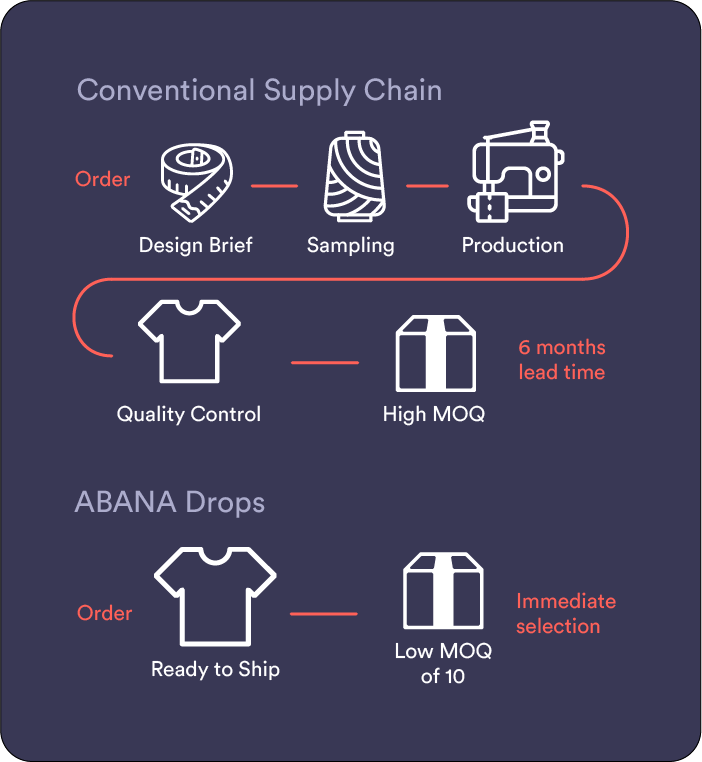 Conventional Supply Chain
Order
Design Brief
Sampling
Production
Quality Control
High MOQ
6 months
lead time
ABANA Drops
Order
Ready to Ship
Low MOQ
of 10
Immediate
selection